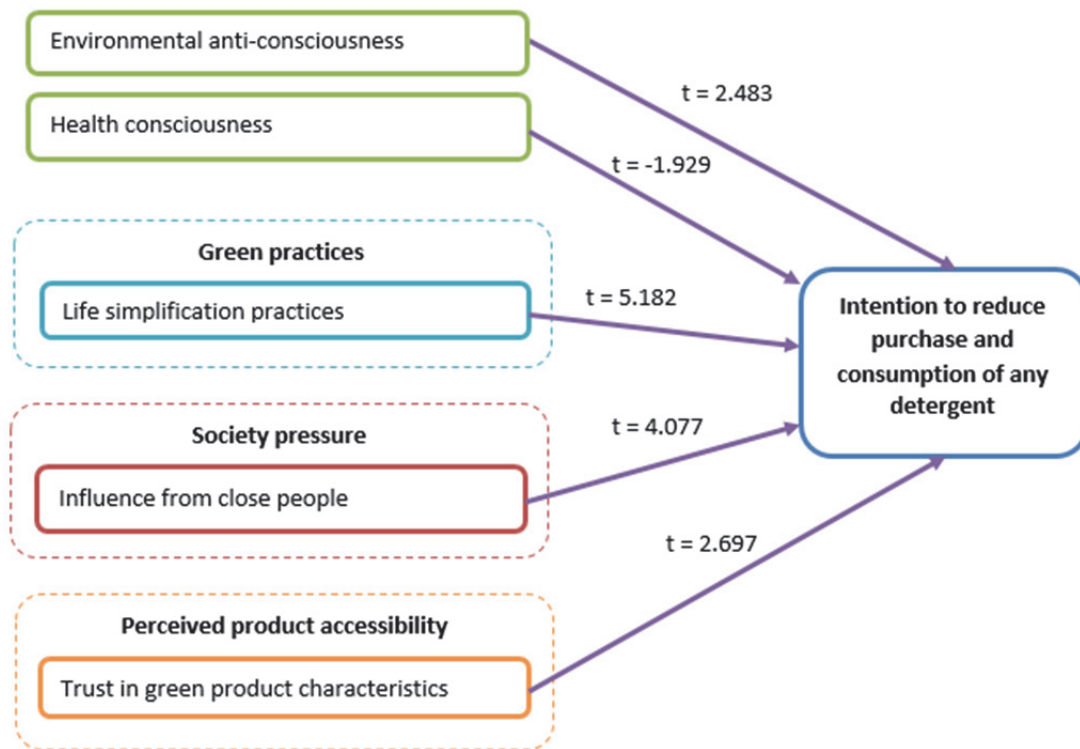 Environmental anti-consciousness
t = 2.483
Health consciousness
t = -1.929
Green practices
Life simplification practices
t = 5.182
Intention to reduce
purchase and
consumption of any
detergent
Society pressure
Influence from close people
t = 4.077
t = 2.697
Perceived product accessibility
Trust in green product characteristics